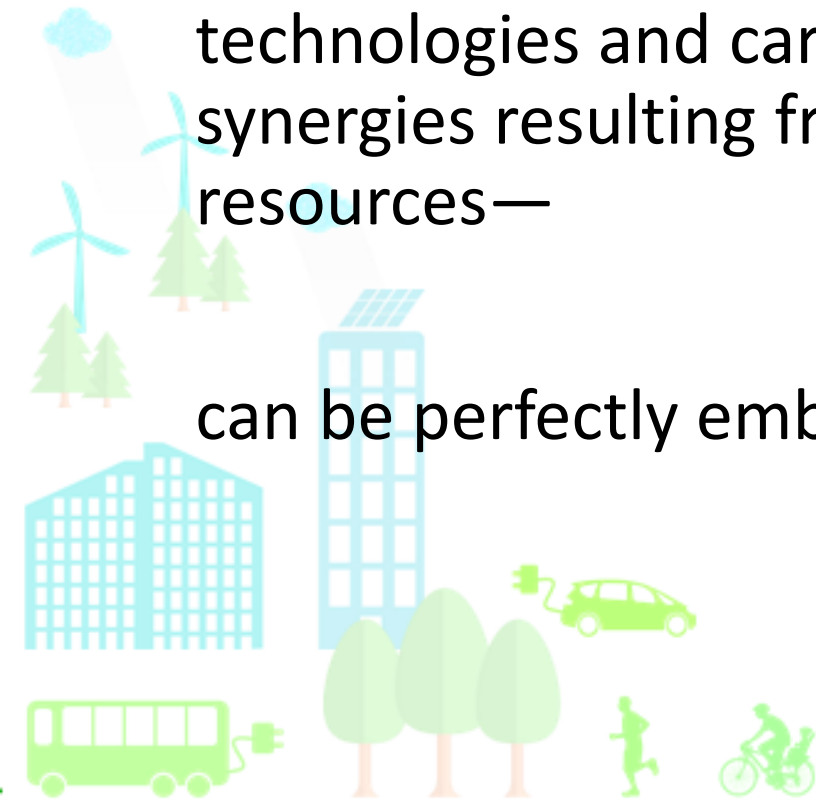 technologies and car
synergies resulting fr
resources—
can be perfectly emb